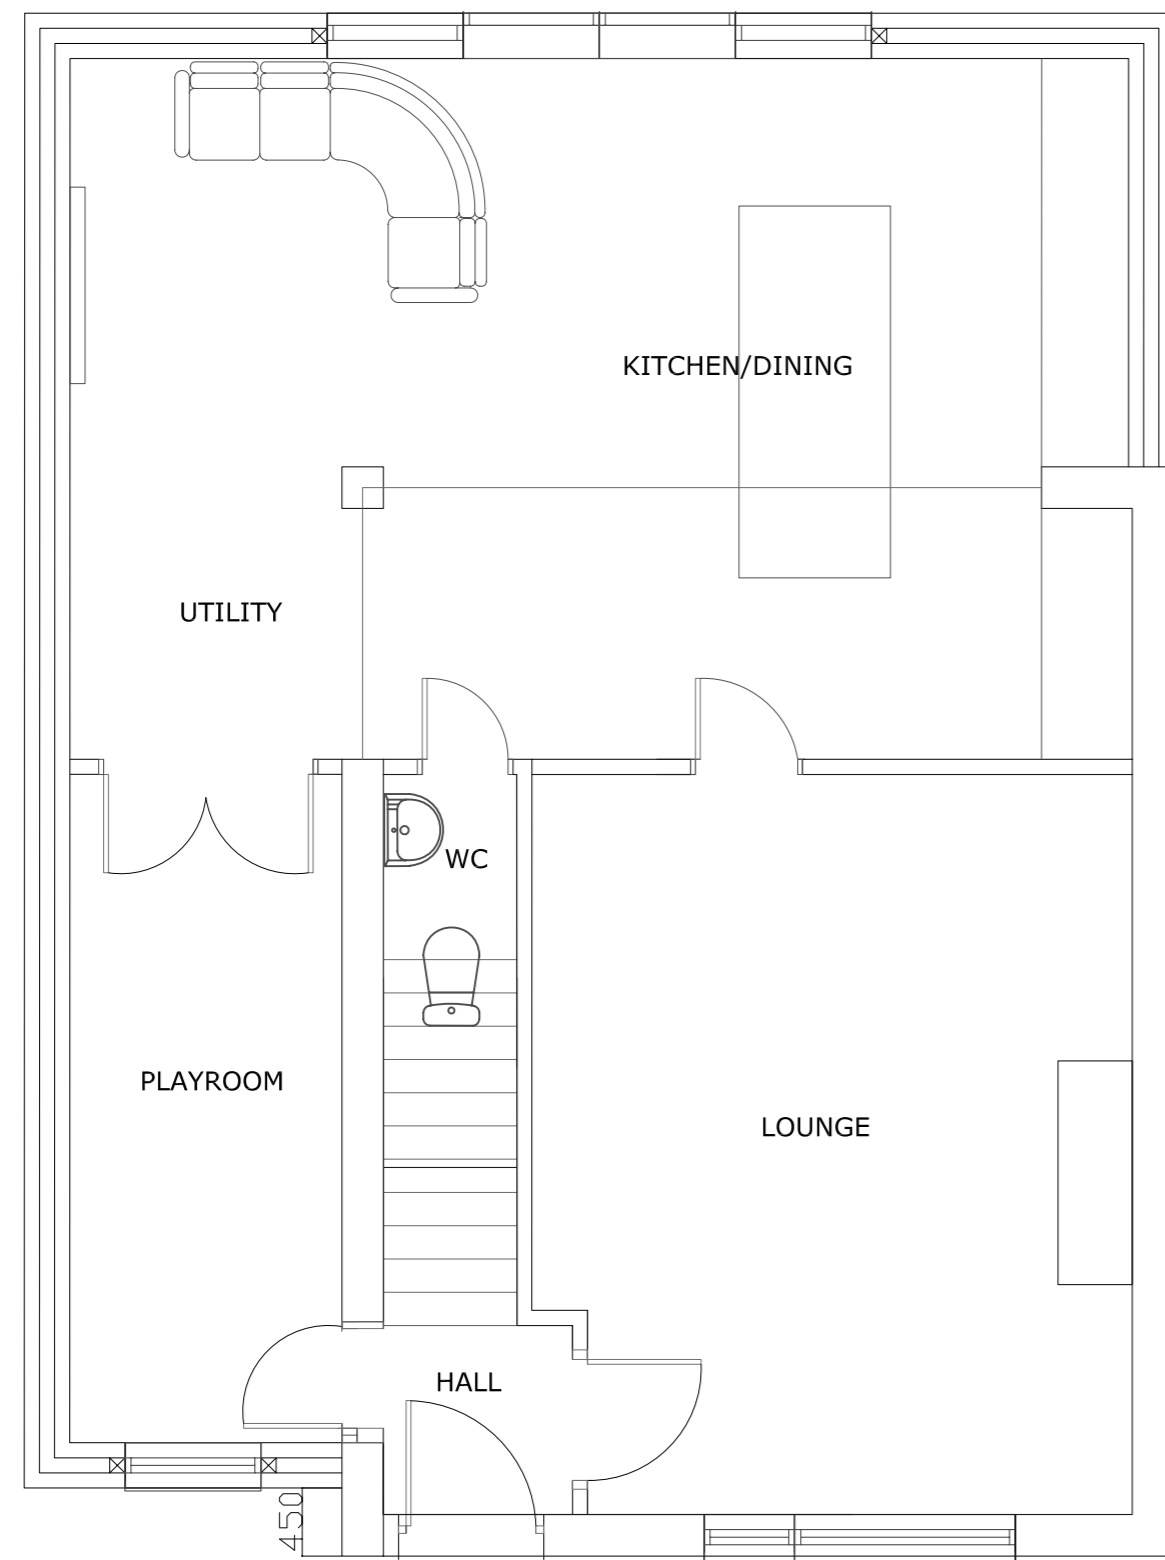 KITCHEN/DINING
UTILITY
WC
PLAYROOM
LOUNGE
HALL
450